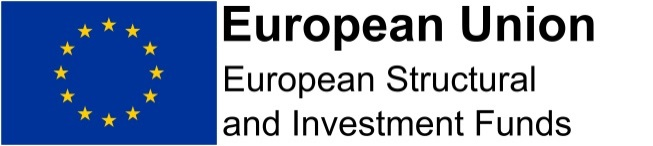 European Union
European Structural
and Investment Funds